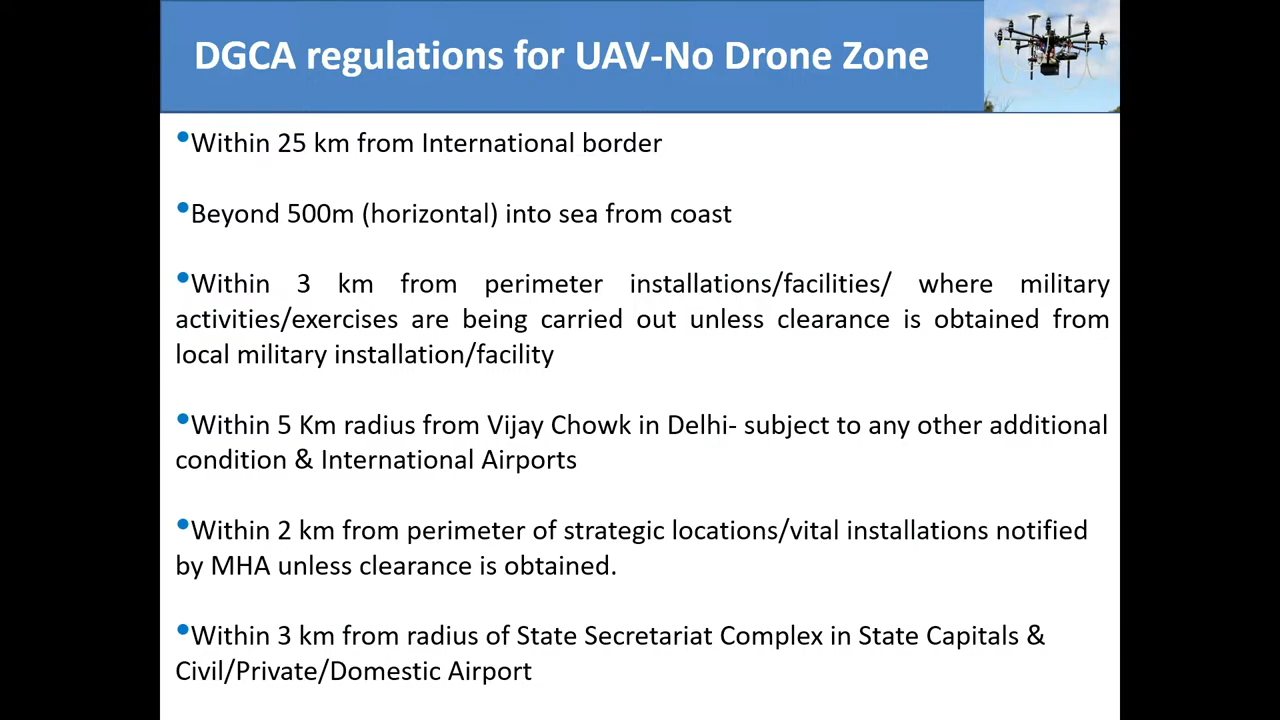 DGCA regulations for UAV-No Drone Zone
•Within 25 km from International border
•Beyond 500m (horizontal) into sea from coast
•Within 3 km from perimeter installations/facilities/ where military
activities/exercises are being carried out unless clearance is obtained from
local military installation/facility
•Within 5 Km radius from Vijay Chowk in Delhi- subject to any other additional
condition & International Airports
•Within 2 km from perimeter of strategic locations/vital installations notified
by MHA unless clearance is obtained.
•Within 3 km from radius of State Secretariat Complex in State Capitals &
Civil/Private/Domestic Airport